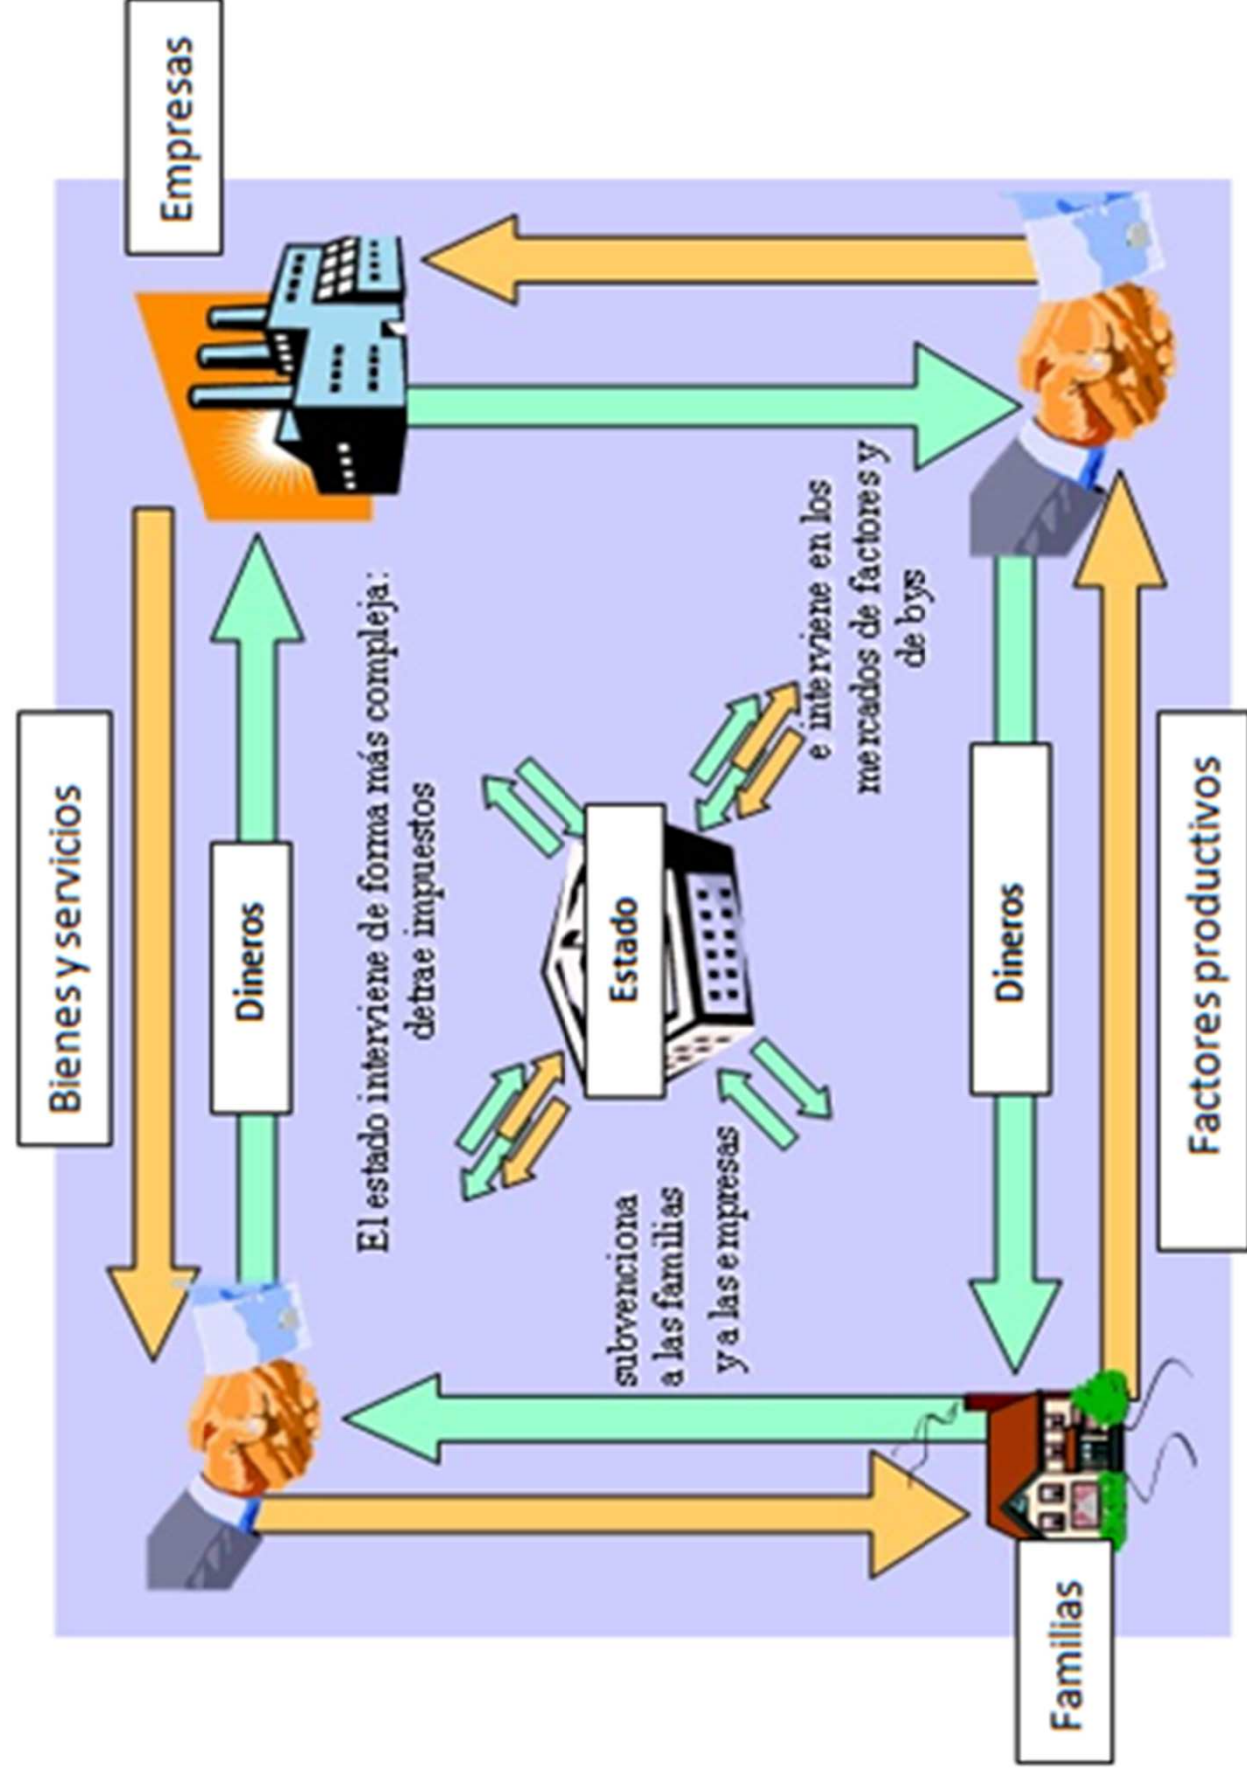 Empresas
Bienes y servicios
Dineros
El estado interviene de forma más compleja:
detrae impuestos
Estado
subvenciona
a las familias
y a las empresas
e interviene en los
mercados de factores y
de bys
Dineros
Familias
Factores productivos